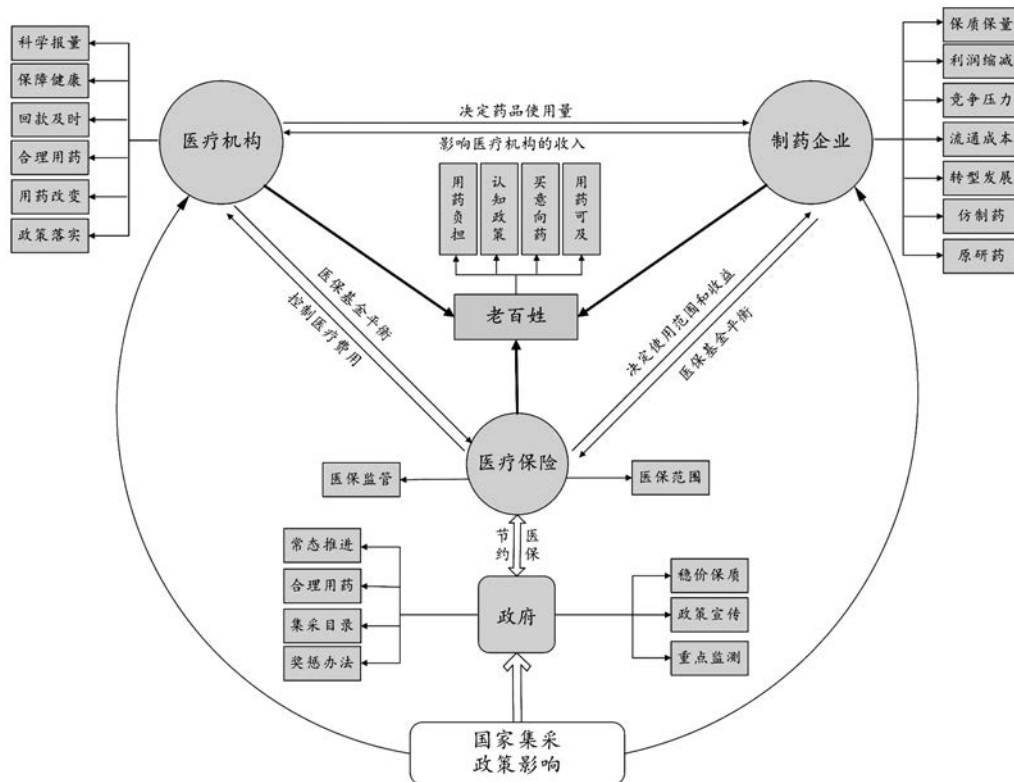 科学报量
保障健康
回款及时
合理用药
用药改变
政策落实
医疗机构
决定药品使用量
影响医疗机构的收入
制药企业
保质保量
利润缩减
竞争压力
流通成本
转型发展
仿制药
原研药
用药负担
认知政策
买意向药
用药可及
老百姓
医保基金平衡
控制医疗费用
决定使用范围和收益
医保基金平衡
医疗保险
医保监管
医保范围
节约
医保
常态推进
合理用药
集采目录
奖惩办法
政府
稳价保质
政策宣传
重点监测
国家集采
政策影响